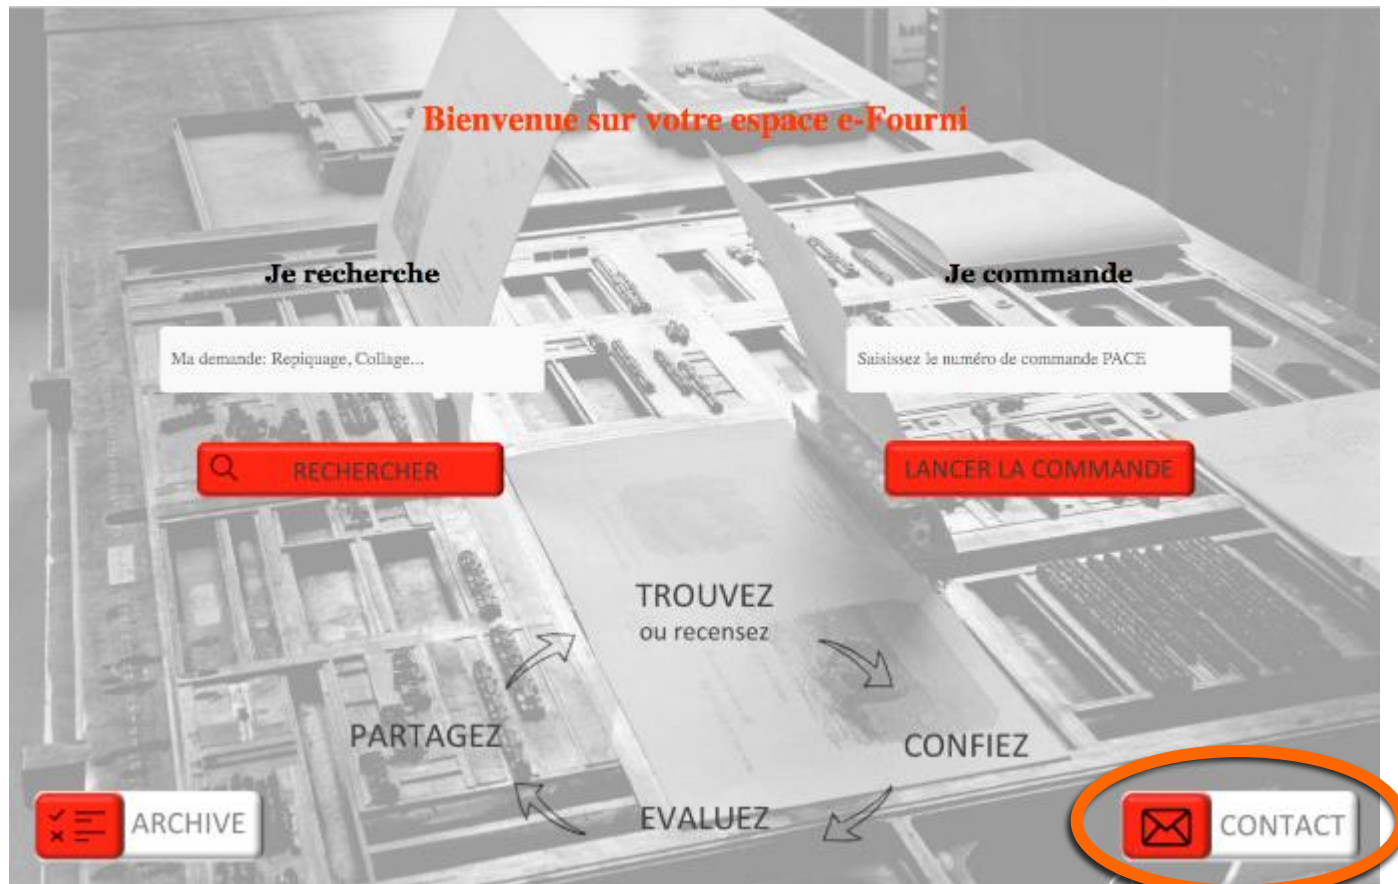 Bienvenue sur votre espace e-Fourni
Je recherche
Je commande
Ma demande: Repiquage, Collage...
Saisissez le numéro de commande PACE
RECHERCHER
LANCER LA COMMANDE
TROUVEZ
ou recensez
PARTAGEZ
CONFIEZ
EVALUEZ
ARCHIVE
CONTACT